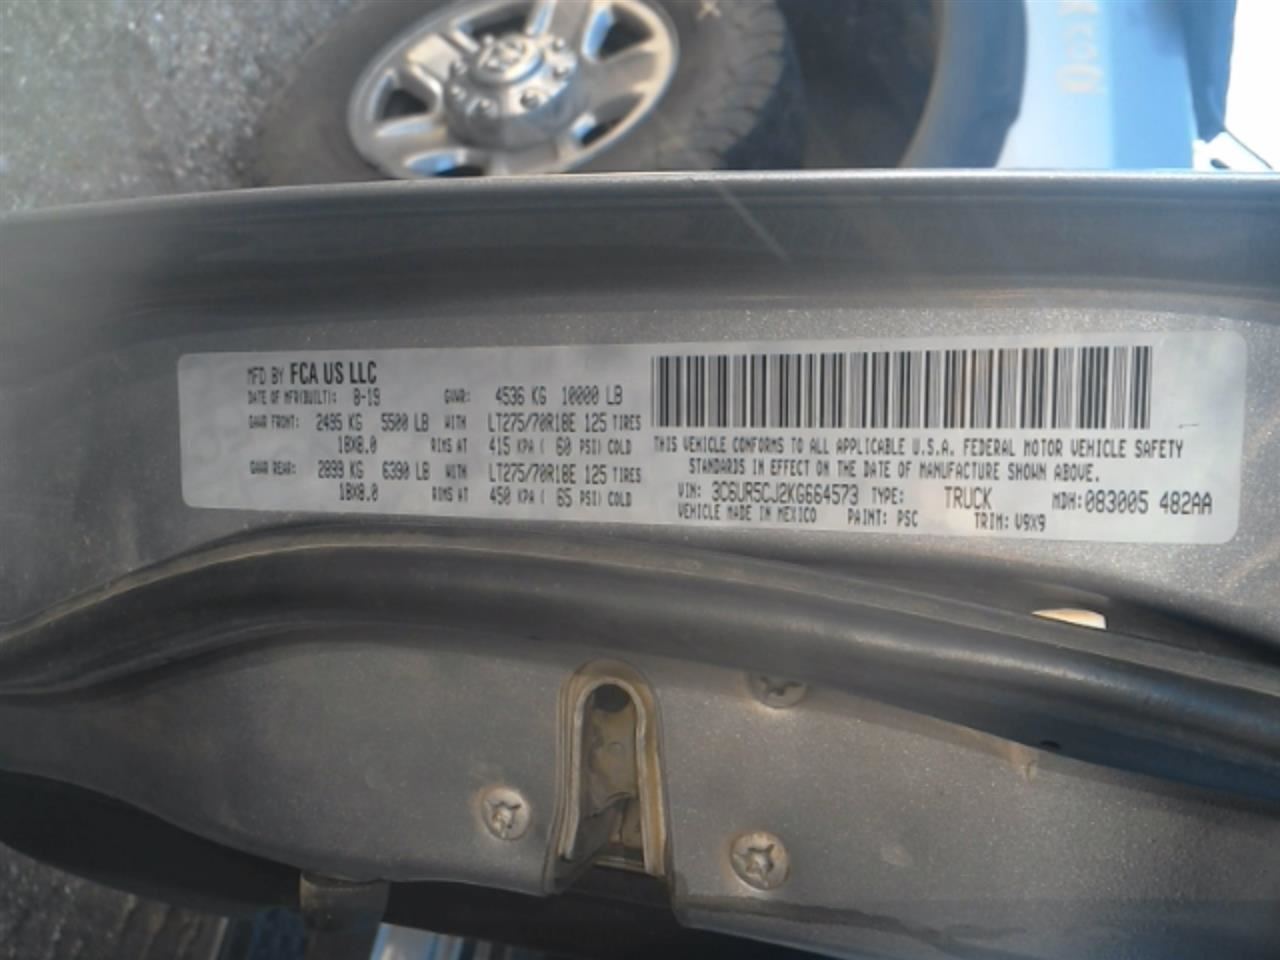 MFD BY FCA US LLC
DATE OF MFR(BUILT): 8-19 GVWR: 4536 KG 10000 LB
GAWR FRONT: 2495 KG 5500 LB WITH LT275/70R18E 125 TIRES
18X8.0 RIMS AT 415 KPA ( 60 PSI) COLD
GAWR REAR: 2899 KG 6390 LB WITH LT275/70R18E 125 TIRES
18X8.0 RIMS AT 450 KPA ( 65 PSI) COLD
THIS VEHICLE CONFORMS TO ALL APPLICABLE U.S.A. FEDERAL MOTOR VEHICLE SAFETY
STANDARDS IN EFFECT ON THE DATE OF MANUFACTURE SHOWN ABOVE.
VIN: 3C6UR5CJ2KG664573 TYPE: TRUCK MDH:083005 482AA
VEHICLE MADE IN MEXICO PAINT: PSC TRIM: V9X9